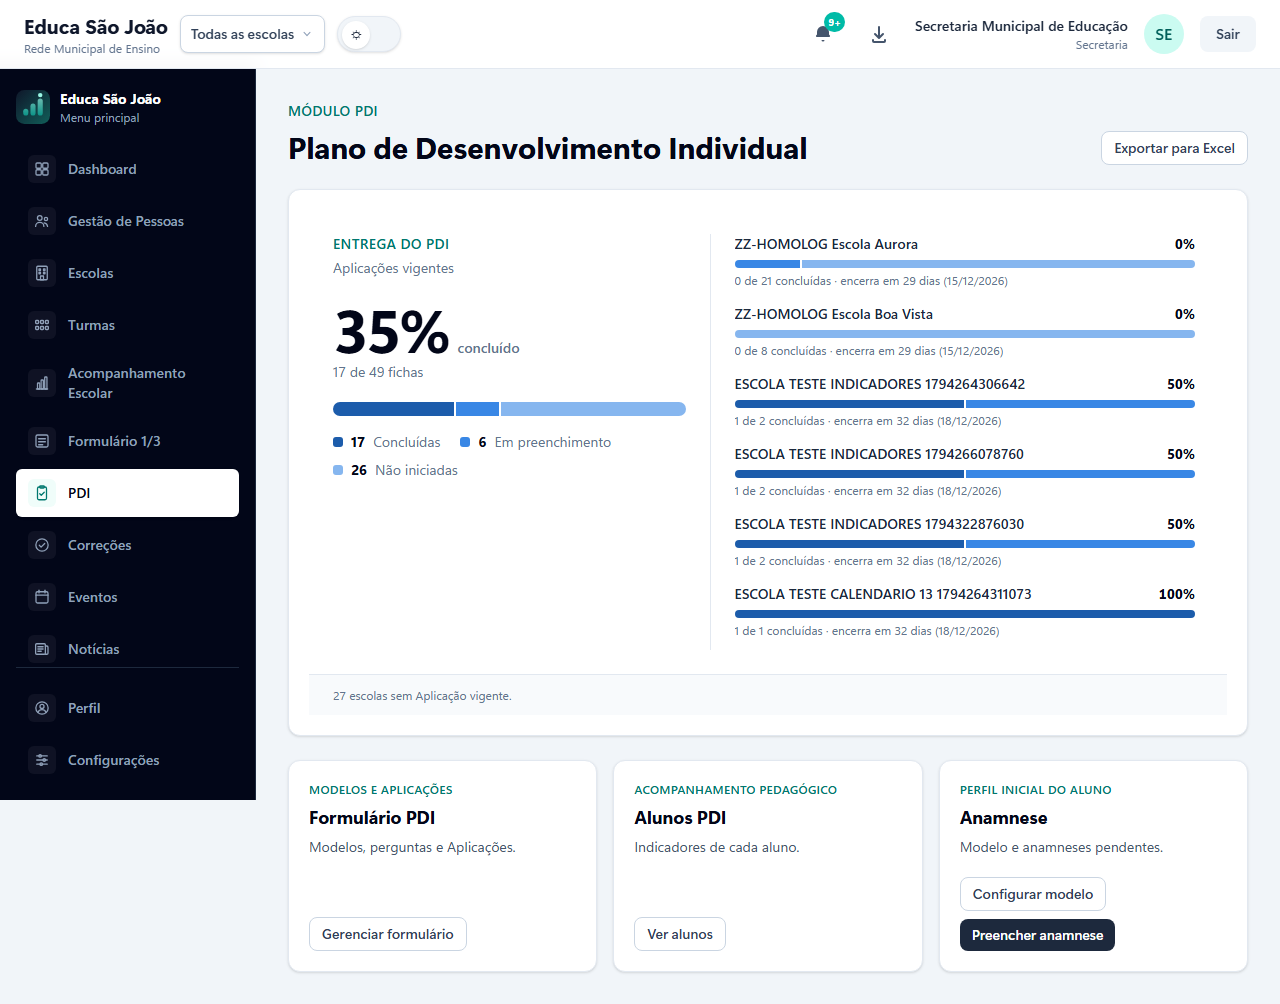 Educa São João
Rede Municipal de Ensino
Todas as escolas
9+
Secretaria Municipal de Educação
Secretaria
SE
Sair
Educa São João
Menu principal
Dashboard
Gestão de Pessoas
Escolas
Turmas
Acompanhamento
Escolar
Formulário 1/3
PDI
Correções
Eventos
Notícias
Perfil
Configurações
MÓDULO PDI
Plano de Desenvolvimento Individual
Exportar para Excel
ENTREGA DO PDI
Aplicações vigentes
35% concluído
17 de 49 fichas
17 Concluídas
6 Em preenchimento
26 Não iniciadas
ZZ-HOMOLOG Escola Aurora 0%
0 de 21 concluídas · encerra em 29 dias (15/12/2026)
ZZ-HOMOLOG Escola Boa Vista 0%
0 de 8 concluídas · encerra em 29 dias (15/12/2026)
ESCOLA TESTE INDICADORES 1794264306642 50%
1 de 2 concluídas · encerra em 32 dias (18/12/2026)
ESCOLA TESTE INDICADORES 1794266078760 50%
1 de 2 concluídas · encerra em 32 dias (18/12/2026)
ESCOLA TESTE INDICADORES 1794322876030 50%
1 de 2 concluídas · encerra em 32 dias (18/12/2026)
ESCOLA TESTE CALENDARIO 13 1794264311073 100%
1 de 1 concluídas · encerra em 32 dias (18/12/2026)
27 escolas sem Aplicação vigente.
MODELOS E APLICAÇÕES
Formulário PDI
Modelos, perguntas e Aplicações.
Gerenciar formulário
ACOMPANHAMENTO PEDAGÓGICO
Alunos PDI
Indicadores de cada aluno.
Ver alunos
PERFIL INICIAL DO ALUNO
Anamnese
Modelo e anamneses pendentes.
Configurar modelo
Preencher anamnese